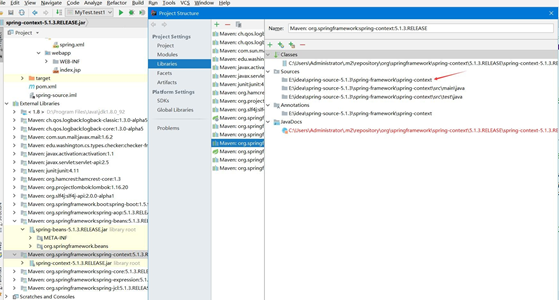 File Edit View Navigate Code Analyze Refactor Build Run Tools VCS Window Help
spring-context-5.1.3.RELEASE.jar
MyTest.test1
Project
spring.xml
webapp
WEB-INF
index.jsp
target
pom.xml
spring-source.iml
External Libraries
< 1.8 > D:\Program Files\Java\jdk1.8.0_92
Maven: ch.qos.logback:logback-classic:1.3.0-alpha5
Maven: ch.qos.logback:logback-core:1.3.0-alpha5
Maven: com.sun.mail:javax.mail:1.6.2
Maven: edu.washington.cs.types.checker:checker-fr
Maven: javax.activation:activation:1.1
Maven: javax.servlet:servlet-api:2.5
Maven: junit:junit:4.11
Maven: org.hamcrest:hamcrest-core:1.3
Maven: org.projectlombok:lombok:1.16.20
Maven: org.slf4j:slf4j-api:2.0.0-alpha1
Maven: org.springframework.boot:spring-boot:1.5
Maven: org.springframework:spring-aop:5.1.3.RELE
Maven: org.springframework:spring-beans:5.1.3.RE
spring-beans-5.1.3.RELEASE.jar library root
META-INF
org.springframework.beans
Maven: org.springframework:spring-context:5.1.3.
spring-context-5.1.3.RELEASE.jar library root
Maven: org.springframework:spring-core:5.1.3.RELE
Maven: org.springframework:spring-expression:5.1.
Maven: org.springframework:spring-jcl:5.1.3.RELEA
Scratches and Consoles
Project Structure
Project Settings
Project
Modules
Libraries
Facets
Artifacts
Platform Settings
SDKs
Global Libraries
Problems
Maven: ch.qos.logb
Maven: ch.qos.logb
Maven: com.sun.ma
Maven: edu.washin
Maven: javax.activa
Maven: javax.servle
Maven: junit:junit:4
Maven: org.hamcre
Maven: org.project
Maven: org.slf4j:slf4
Maven: org.springf
Maven: org.springf
Maven: org.springf
Maven: org.springf
Maven: org.springf
Maven: org.springf
Name: Maven: org.springframework:spring-context:5.1.3.RELEASE
Classes
C:\Users\Administrator\.m2\repository\org\springframework\spring-context\5.1.3.RELEASE\spring-context-5.1.3.RE
Sources
E:\idea\spring-source-5.1.3\spring-framework\spring-context
E:\idea\spring-source-5.1.3\spring-framework\spring-context\src\main\java
E:\idea\spring-source-5.1.3\spring-framework\spring-context\src\test\java
Annotations
E:\idea\spring-source-5.1.3\spring-framework\spring-context
JavaDocs
C:\Users\Administrator\.m2\repository\org\springframework\spring-context\5.1.3.RELEASE\spring-context-5.1.3.RE